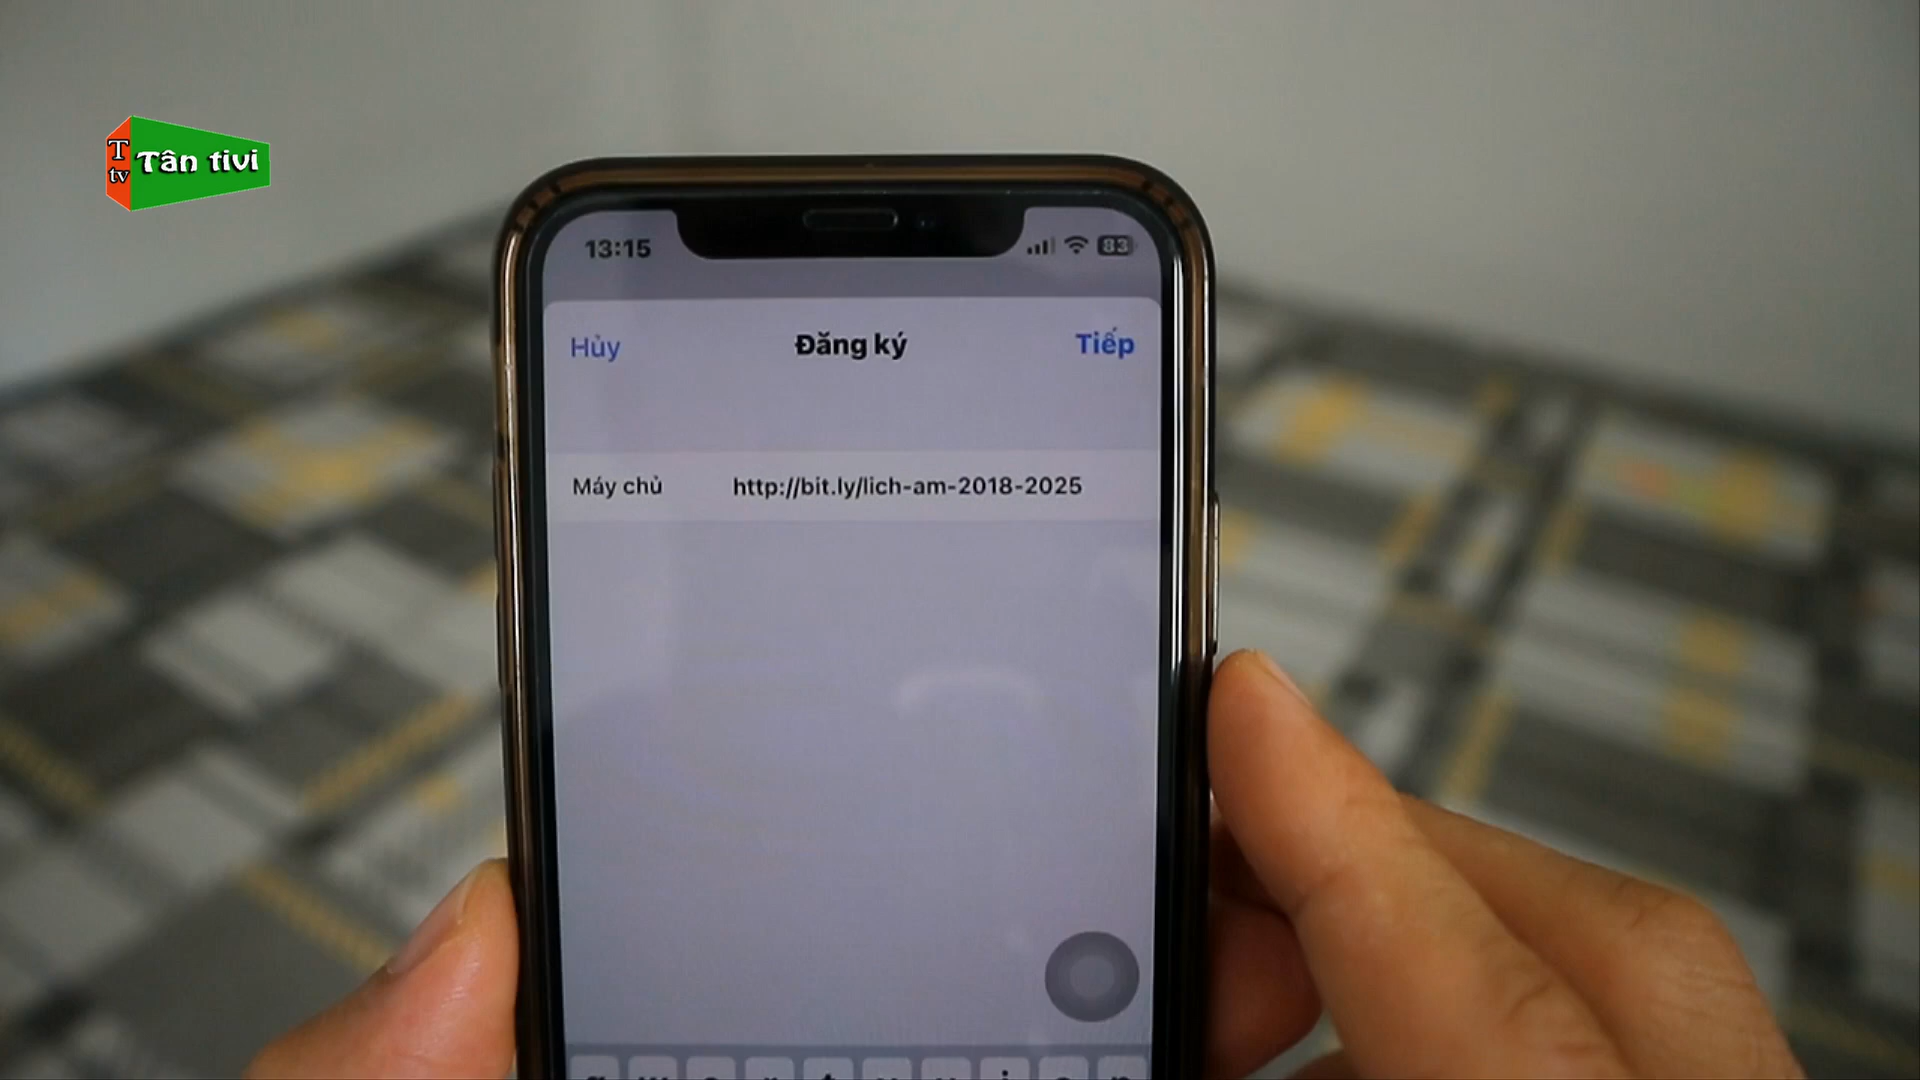 T
tv
Tân tivi
13:15
83
Hủy
Đăng ký
Tiếp
Máy chủ
http://bit.ly/lich-am-2018-2025